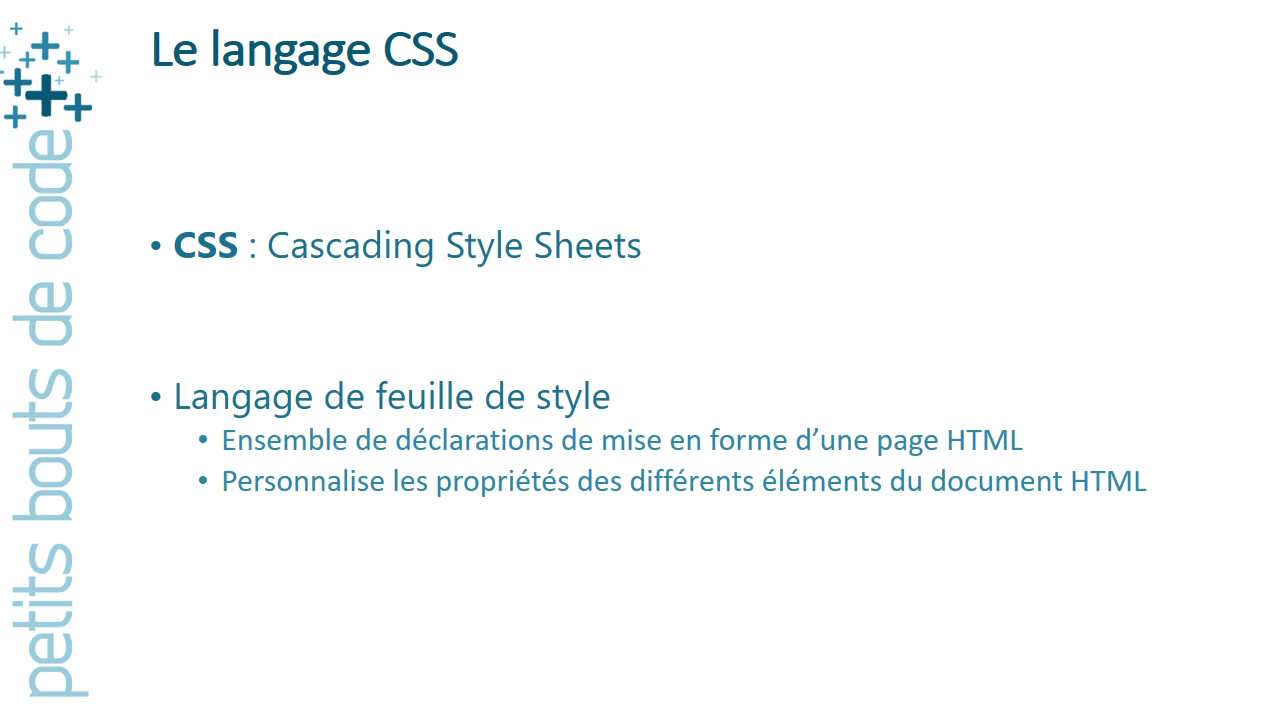 Le langage CSS
• CSS : Cascading Style Sheets
• Langage de feuille de style
• Ensemble de déclarations de mise en forme d’une page HTML
• Personnalise les propriétés des différents éléments du document HTML
petits bouts de code